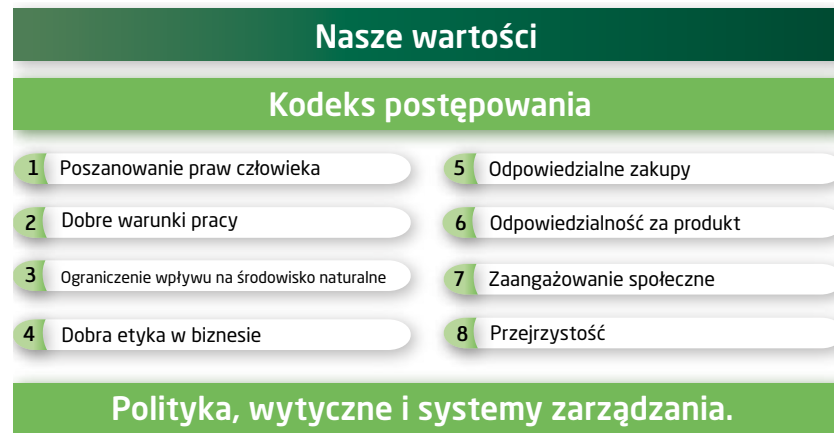 Nasze wartości
Kodeks postępowania
1 Poszanowanie praw człowieka
2 Dobre warunki pracy
3 Ograniczenie wpływu na środowisko naturalne
4 Dobra etyka w biznesie
5 Odpowiedzialne zakupy
6 Odpowiedzialność za produkt
7 Zaangażowanie społeczne
8 Przejrzystość
Polityka, wytyczne i systemy zarządzania.